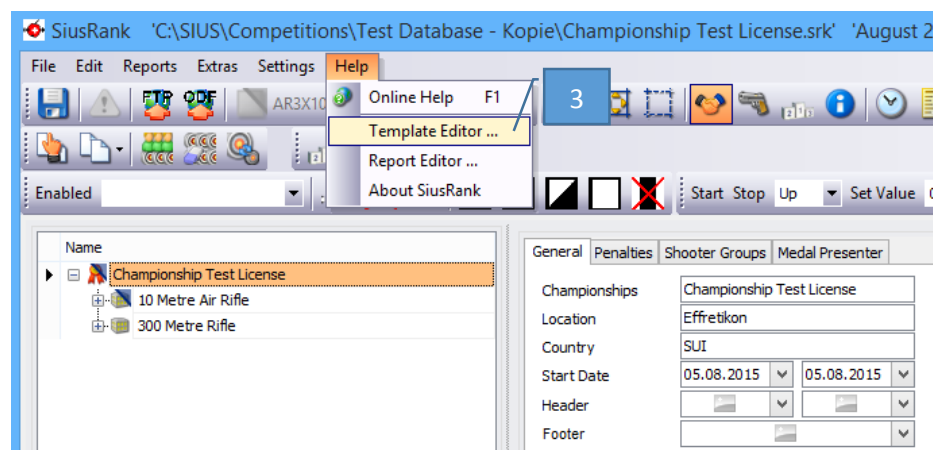 SiusRank 'C:\SIUS\Competitions\Test Database - Kopie\Championship Test License.srk' 'August 2
File Edit Reports Extras Settings Help
FTP ODF AR3X10
Online Help F1
3
Template Editor ...
Report Editor ...
About SiusRank
Enabled
Start Stop Up Set Value
Name
General Penalties Shooter Groups Medal Presenter
Championship Test License
10 Metre Air Rifle
300 Metre Rifle
Championships Championship Test License
Location Effretikon
Country SUI
Start Date 05.08.2015 05.08.2015
Header
Footer